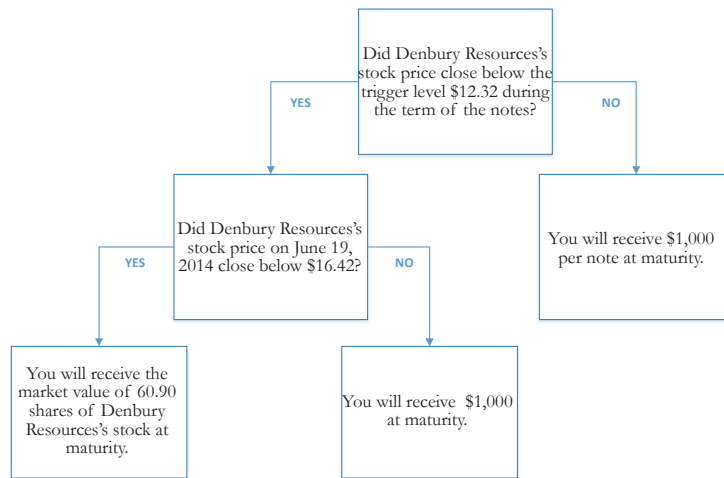 Did Denbury Resources's
stock price close below the
trigger level $12.32 during
the term of the notes?
YES
NO
Did Denbury Resources's
stock price on June 19,
2014 close below $16.42?
You will receive $1,000
per note at maturity.
YES
NO
You will receive the
market value of 60.90
shares of Denbury
Resources's stock at
maturity.
You will receive $1,000
at maturity.